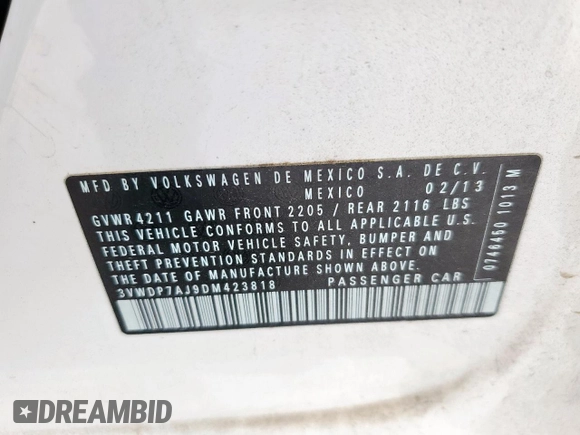 MFD BY VOLKSWAGEN DE MEXICO S.A. DE C.V.
MEXICO 02/13
GVWR 4211 GAWR FRONT 2205 / REAR 2116 LBS
THIS VEHICLE CONFORMS TO ALL APPLICABLE U.S.
FEDERAL MOTOR VEHICLE SAFETY, BUMPER AND
THEFT PREVENTION STANDARDS IN EFFECT ON
THE DATE OF MANUFACTURE SHOWN ABOVE.
3VWDP7AJ9DM423818 PASSENGER CAR
0746450 1013 M
DREAMBID